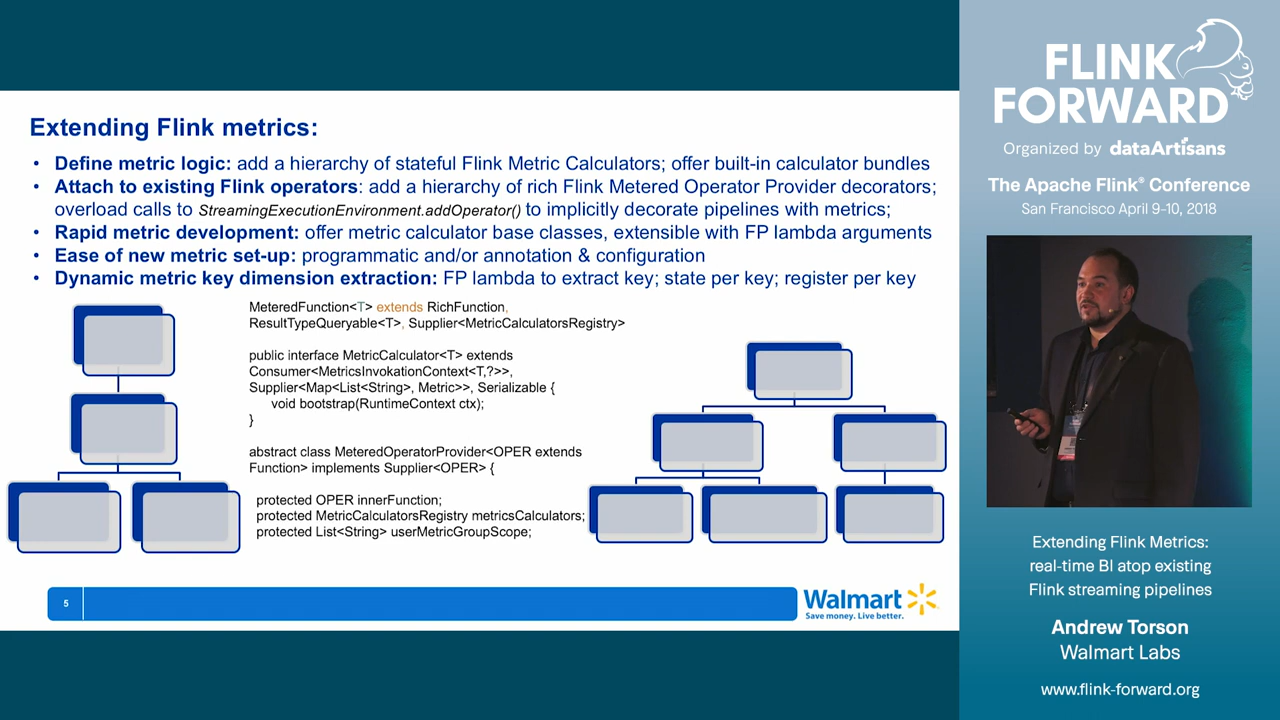 Extending Flink metrics:
• Define metric logic: add a hierarchy of stateful Flink Metric Calculators; offer built-in calculator bundles
• Attach to existing Flink operators: add a hierarchy of rich Flink Metered Operator Provider decorators;
overload calls to StreamingExecutionEnvironment.addOperator() to implicitly decorate pipelines with metrics;
• Rapid metric development: offer metric calculator base classes, extensible with FP lambda arguments
• Ease of new metric set-up: programmatic and/or annotation & configuration
• Dynamic metric key dimension extraction: FP lambda to extract key; state per key; register per key
MeteredFunction<T> extends RichFunction,
ResultTypeQueryable<T>, Supplier<MetricCalculatorsRegistry>
public interface MetricCalculator<T> extends
Consumer<MetricsInvokationContext<T,?>>,
Supplier<Map<List<String>, Metric>>, Serializable {
void bootstrap(RuntimeContext ctx);
}
abstract class MeteredOperatorProvider<OPER extends
Function> implements Supplier<OPER> {
protected OPER innerFunction;
protected MetricCalculatorsRegistry metricsCalculators;
protected List<String> userMetricGroupScope;
5
Walmart
Save money. Live better.
FLINK
FORWARD
Organized by dataArtisans
The Apache Flink® Conference
San Francisco April 9-10, 2018
Extending Flink Metrics:
real-time BI atop existing
Flink streaming pipelines
Andrew Torson
Walmart Labs
www.flink-forward.org